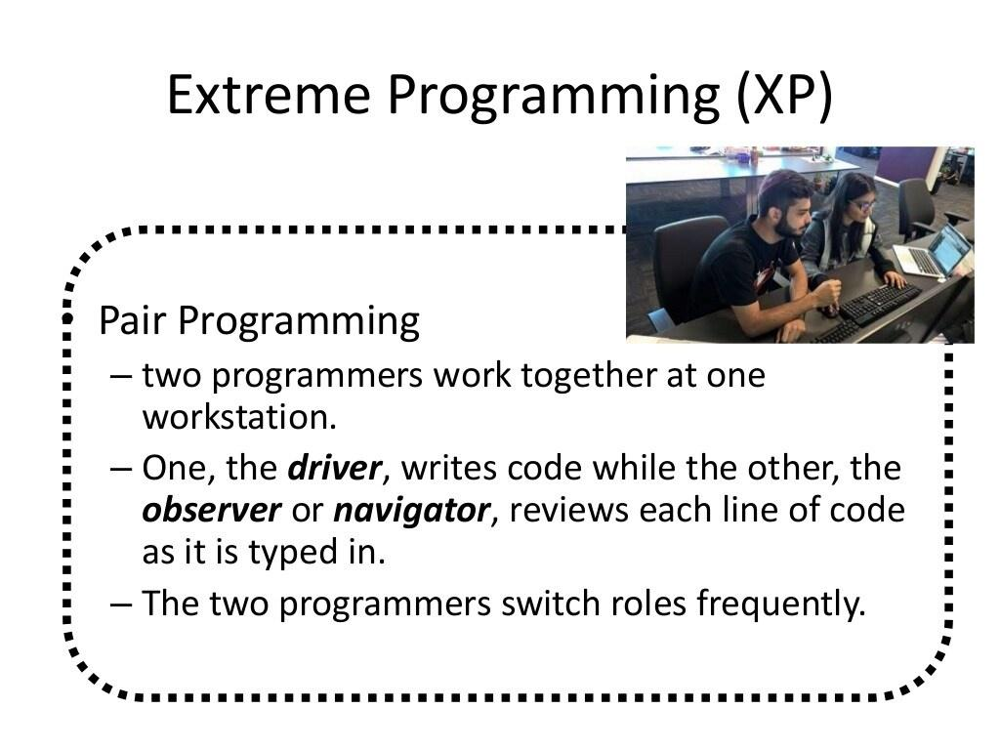 Extreme Programming (XP)
• Pair Programming
– two programmers work together at one
workstation.
– One, the driver, writes code while the other, the
observer or navigator, reviews each line of code
as it is typed in.
– The two programmers switch roles frequently.